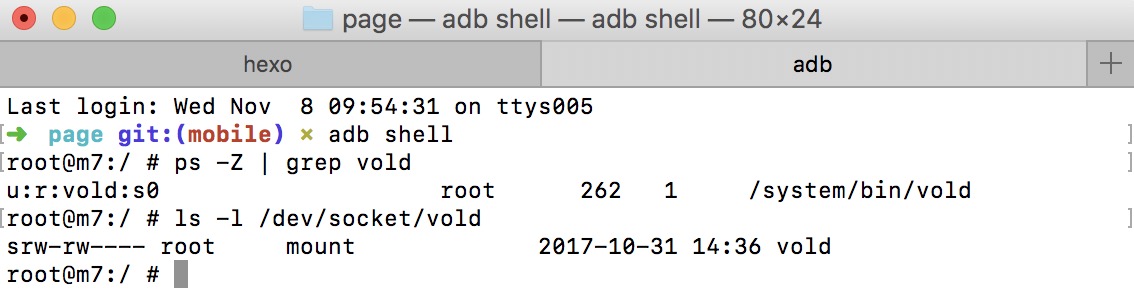 page — adb shell — adb shell — 80×24
hexo adb +
Last login: Wed Nov  8 09:54:31 on ttys005
[➜  page git:(mobile) × adb shell ]
[root@m7:/ # ps -Z | grep vold ]
u:r:vold:s0                    root      262   1     /system/bin/vold
[root@m7:/ # ls -l /dev/socket/vold ]
srw-rw---- root     mount             2017-10-31 14:36 vold
root@m7:/ #